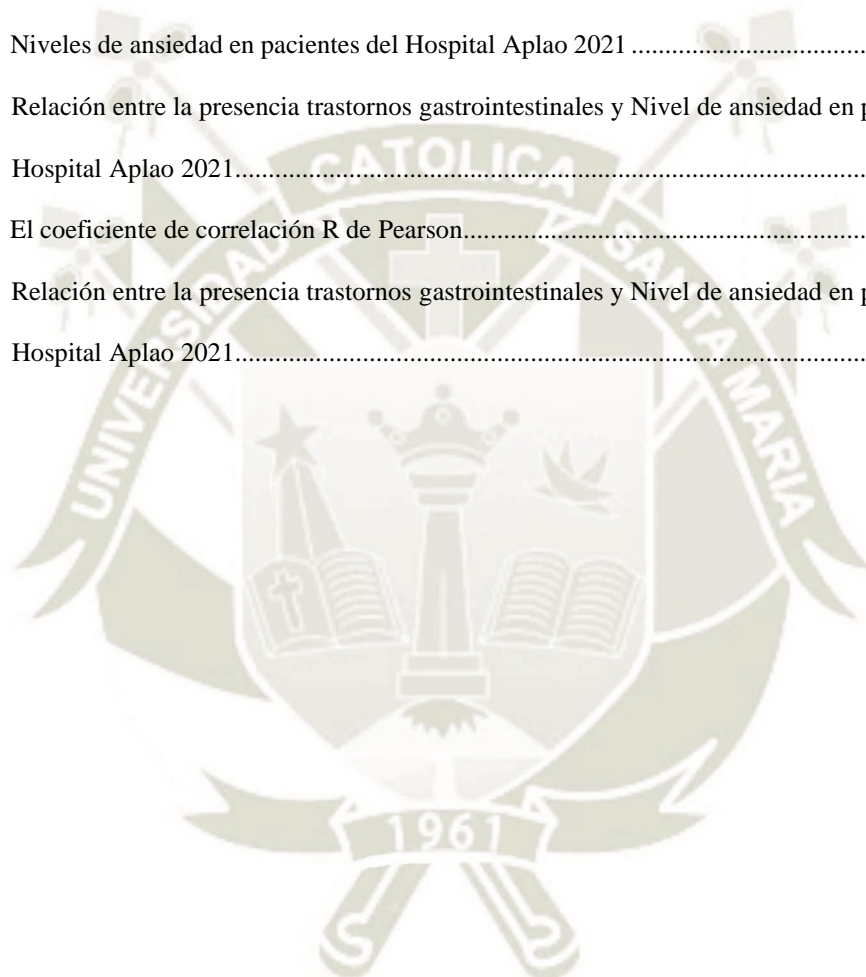 Niveles de ansiedad en pacientes del Hospital Aplao 2021 ........................................
Relación entre la presencia trastornos gastrointestinales y Nivel de ansiedad en p
Hospital Aplao 2021........................................................................................................
El coeficiente de correlación R de Pearson.................................................................
Relación entre la presencia trastornos gastrointestinales y Nivel de ansiedad en p
Hospital Aplao 2021........................................................................................................
UNIVERSIDAD CATOLICA SANTA MARIA
1961